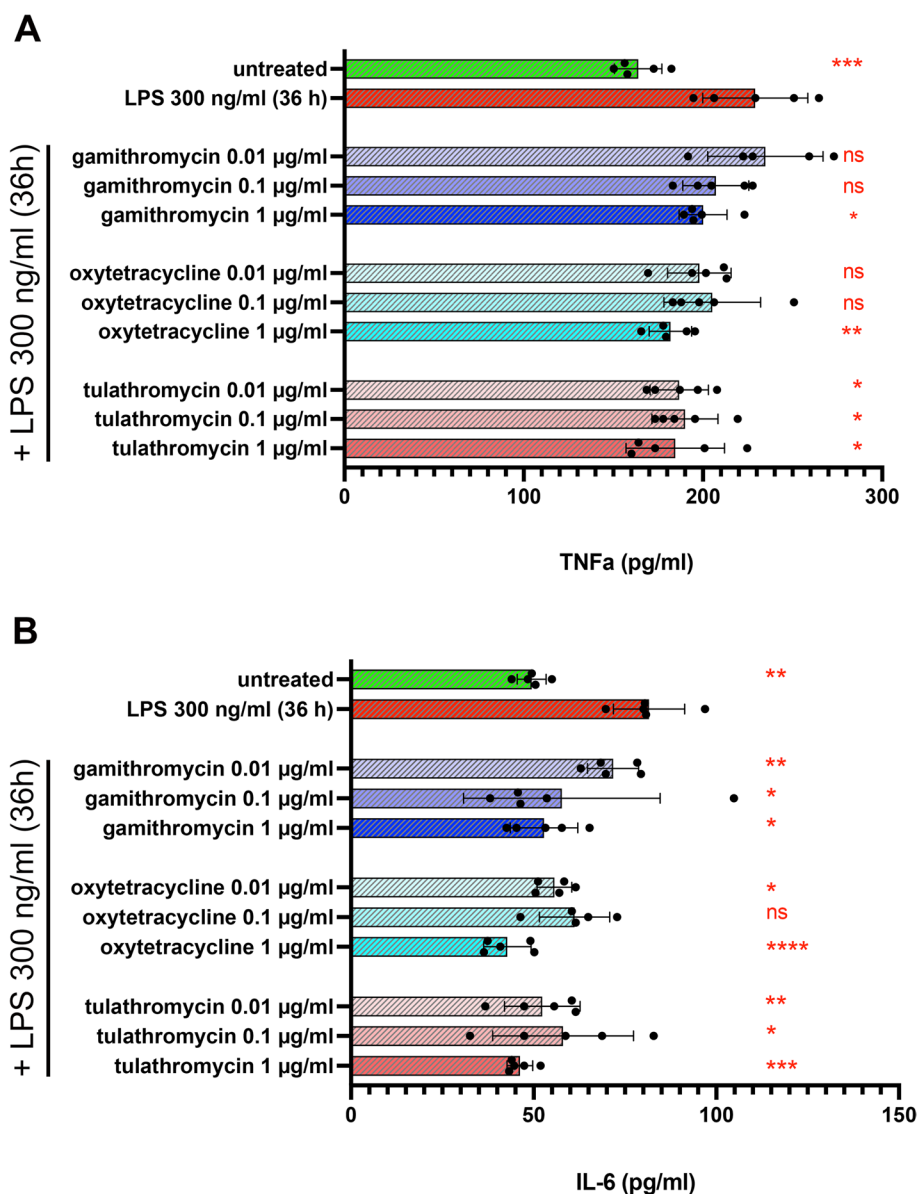 A
untreated ***
LPS 300 ng/ml (36 h)
+ LPS 300 ng/ml (36h)
gamithromycin 0.01 µg/ml ns
gamithromycin 0.1 µg/ml ns
gamithromycin 1 µg/ml *
oxytetracycline 0.01 µg/ml ns
oxytetracycline 0.1 µg/ml ns
oxytetracycline 1 µg/ml **
tulathromycin 0.01 µg/ml *
tulathromycin 0.1 µg/ml *
tulathromycin 1 µg/ml *
0 100 200 300
TNFa (pg/ml)
B
untreated **
LPS 300 ng/ml (36 h)
+ LPS 300 ng/ml (36h)
gamithromycin 0.01 µg/ml **
gamithromycin 0.1 µg/ml *
gamithromycin 1 µg/ml *
oxytetracycline 0.01 µg/ml *
oxytetracycline 0.1 µg/ml ns
oxytetracycline 1 µg/ml ****
tulathromycin 0.01 µg/ml **
tulathromycin 0.1 µg/ml *
tulathromycin 1 µg/ml ***
0 50 100 150
IL-6 (pg/ml)